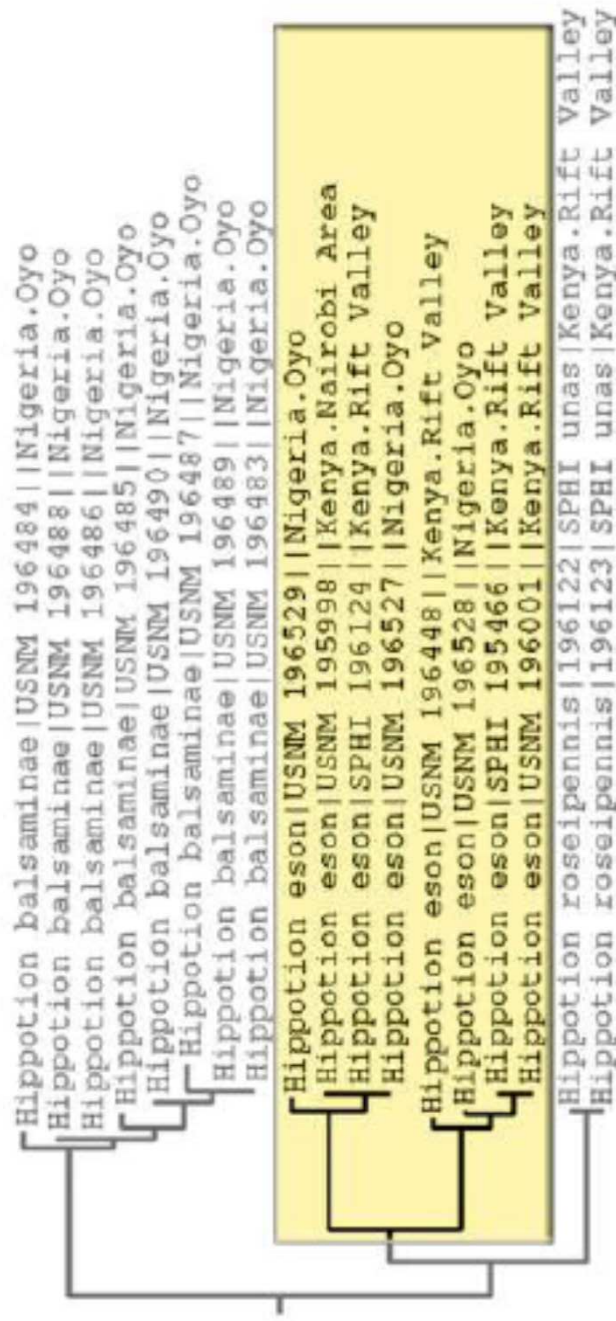 Hippotion balsaminae|USNM 196484||Nigeria.Oyo
Hippotion balsaminae|USNM 196488||Nigeria.Oyo
Hippotion balsaminae|USNM 196486||Nigeria.Oyo
Hippotion balsaminae|USNM 196485||Nigeria.Oyo
Hippotion balsaminae|USNM 196490||Nigeria.Oyo
Hippotion balsaminae|USNM 196487||Nigeria.Oyo
Hippotion balsaminae|USNM 196489||Nigeria.Oyo
Hippotion balsaminae|USNM 196483||Nigeria.Oyo
Hippotion eson|USNM 196529||Nigeria.Oyo
Hippotion eson|USNM 195998||Kenya.Nairobi Area
Hippotion eson|SPHI 196124||Kenya.Rift Valley
Hippotion eson|USNM 196527||Nigeria.Oyo
Hippotion eson|USNM 196448||Kenya.Rift Valley
Hippotion eson|USNM 196528||Nigeria.Oyo
Hippotion eson|SPHI 195466||Kenya.Rift Valley
Hippotion eson|USNM 196001||Kenya.Rift Valley
Hippotion roseipennis|196122|SPHI unas|Kenya.Rift Valley
Hippotion roseipennis|196123|SPHI unas|Kenya.Rift Valley